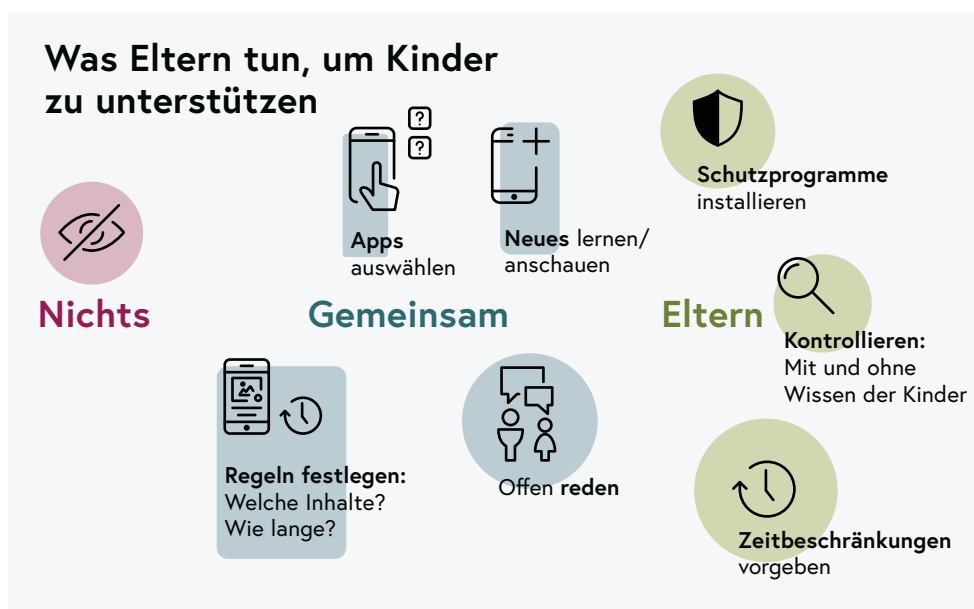 Was Eltern tun, um Kinder
zu unterstützen
?
?
Apps
auswählen
Neues lernen/
anschauen
Schutzprogramme
installieren
Nichts
Gemeinsam
Eltern
Kontrollieren:
Mit und ohne
Wissen der Kinder
Regeln festlegen:
Welche Inhalte?
Wie lange?
Offen reden
Zeitbeschränkungen
vorgeben